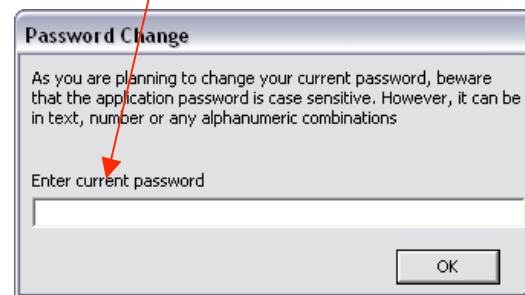 Password Change
As you are planning to change your current password, beware
that the application password is case sensitive. However, it can be
in text, number or any alphanumeric combinations
Enter current password
OK